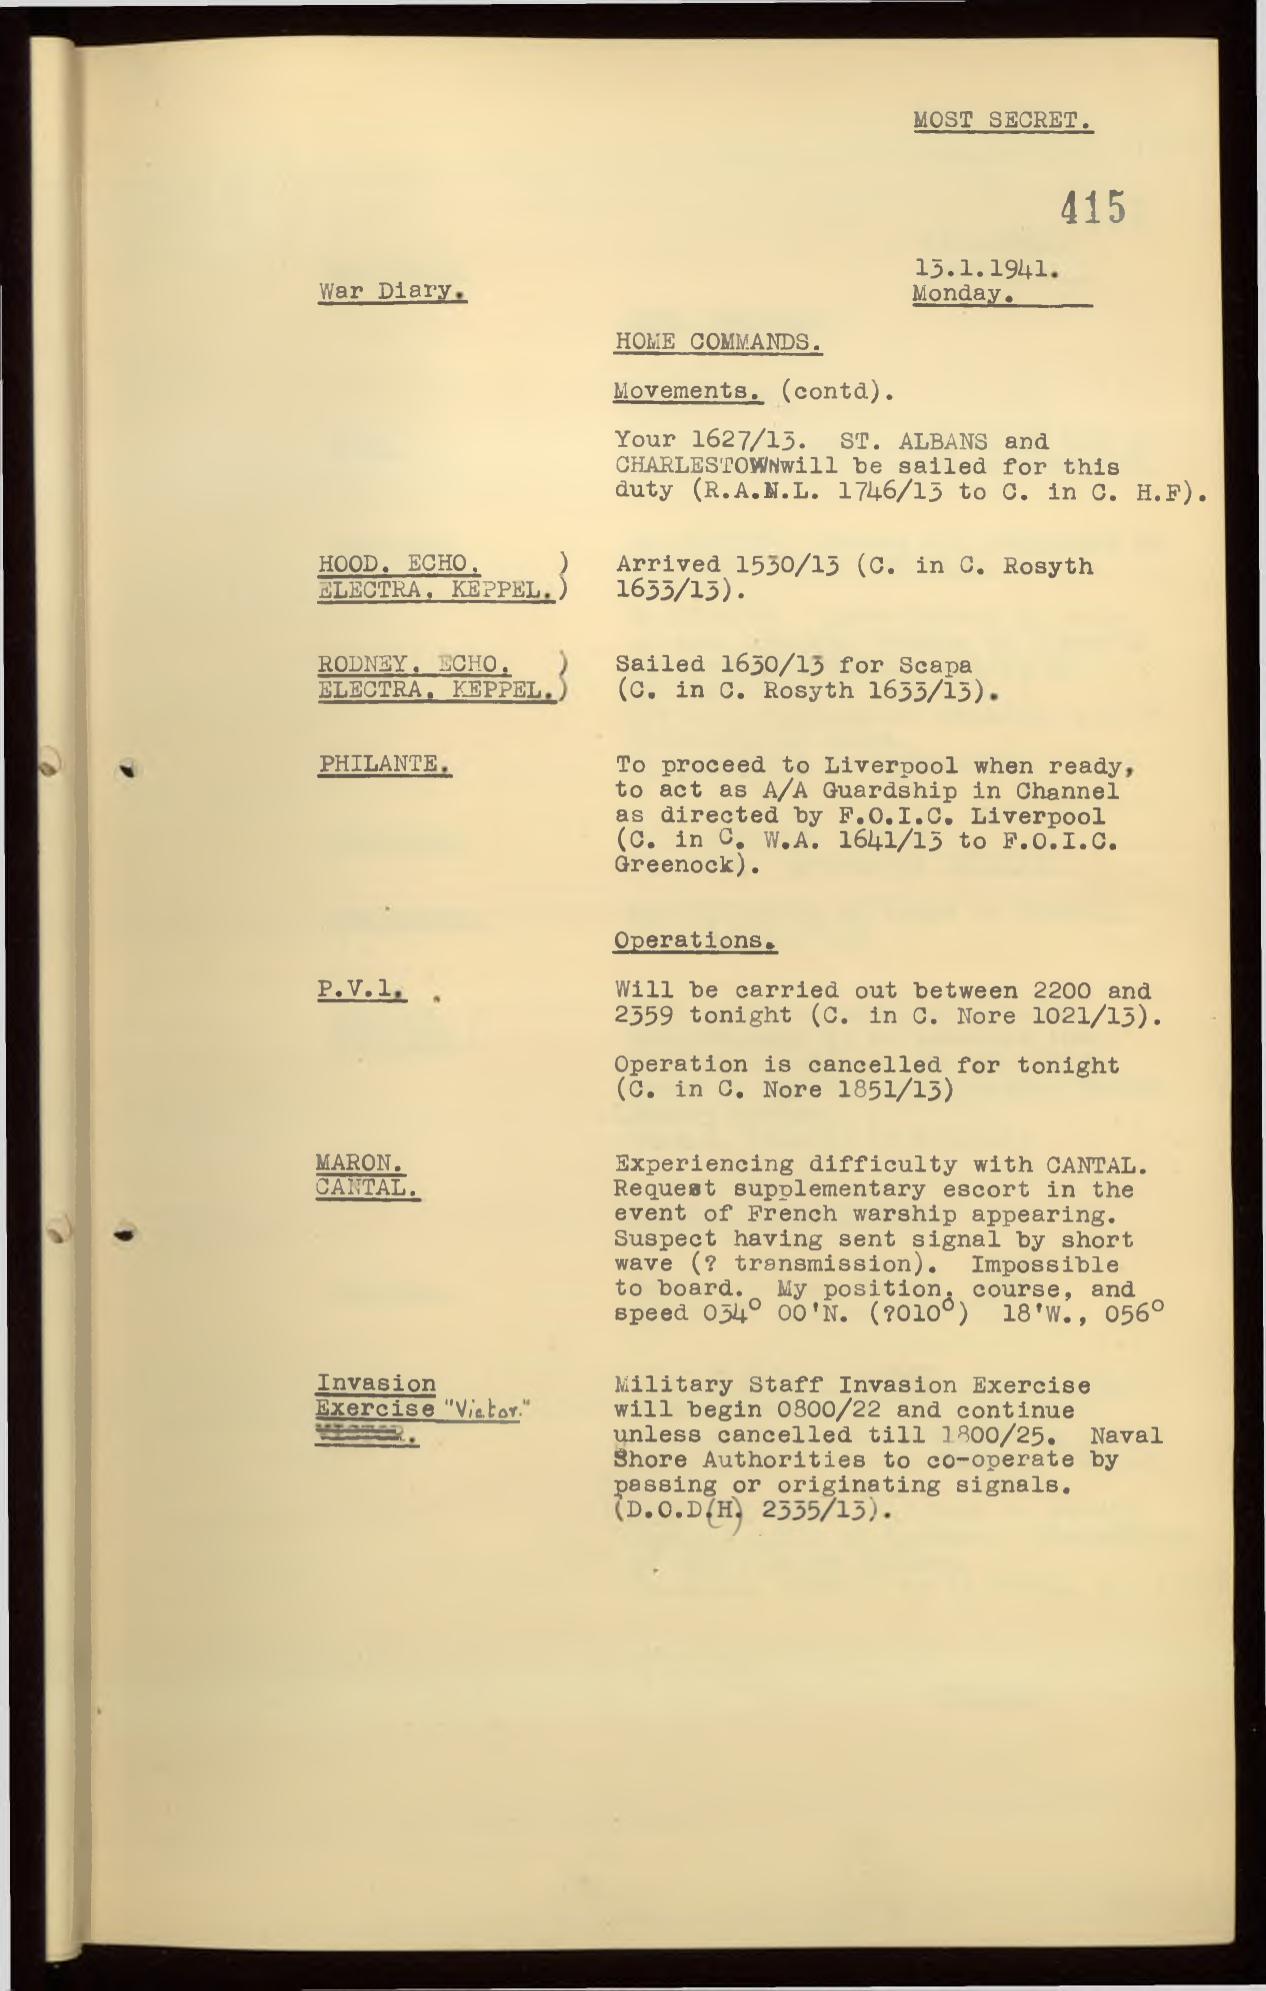 MOST SECRET.
415
13.1.1941.
War Diary.
Monday.
HOME COMMANDS.
Movements. (contd).
Your 1627/13. ST. ALBANS and
CHARLESTOWNwill be sailed for this
duty (R.A.N.L. 1746/13 to C. in C. H.F).
HOOD. ECHO. ) Arrived 1530/13 (C. in C. Rosyth
ELECTRA. KEPPEL.) 1633/13).
RODNEY. ECHO. ) Sailed 1630/13 for Scapa
ELECTRA. KEPPEL.) (C. in C. Rosyth 1633/13).
PHILANTE. To proceed to Liverpool when ready,
to act as A/A Guardship in Channel
as directed by F.O.I.C. Liverpool
(C. in C. W.A. 1641/13 to F.O.I.C.
Greenock).
Operations.
P.V.1. Will be carried out between 2200 and
2359 tonight (C. in C. Nore 1021/13).
Operation is cancelled for tonight
(C. in C. Nore 1851/13)
MARON. Experiencing difficulty with CANTAL.
CANTAL. Request supplementary escort in the
event of French warship appearing.
Suspect having sent signal by short
wave (? transmission). Impossible
to board. My position, course, and
speed 034° 00'N. (?010°) 18'W., 056°
Invasion Military Staff Invasion Exercise
Exercise "Victor." will begin 0800/22 and continue
unless cancelled till 1800/25. Naval
Shore Authorities to co-operate by
passing or originating signals.
(D.O.D.(H) 2335/13).